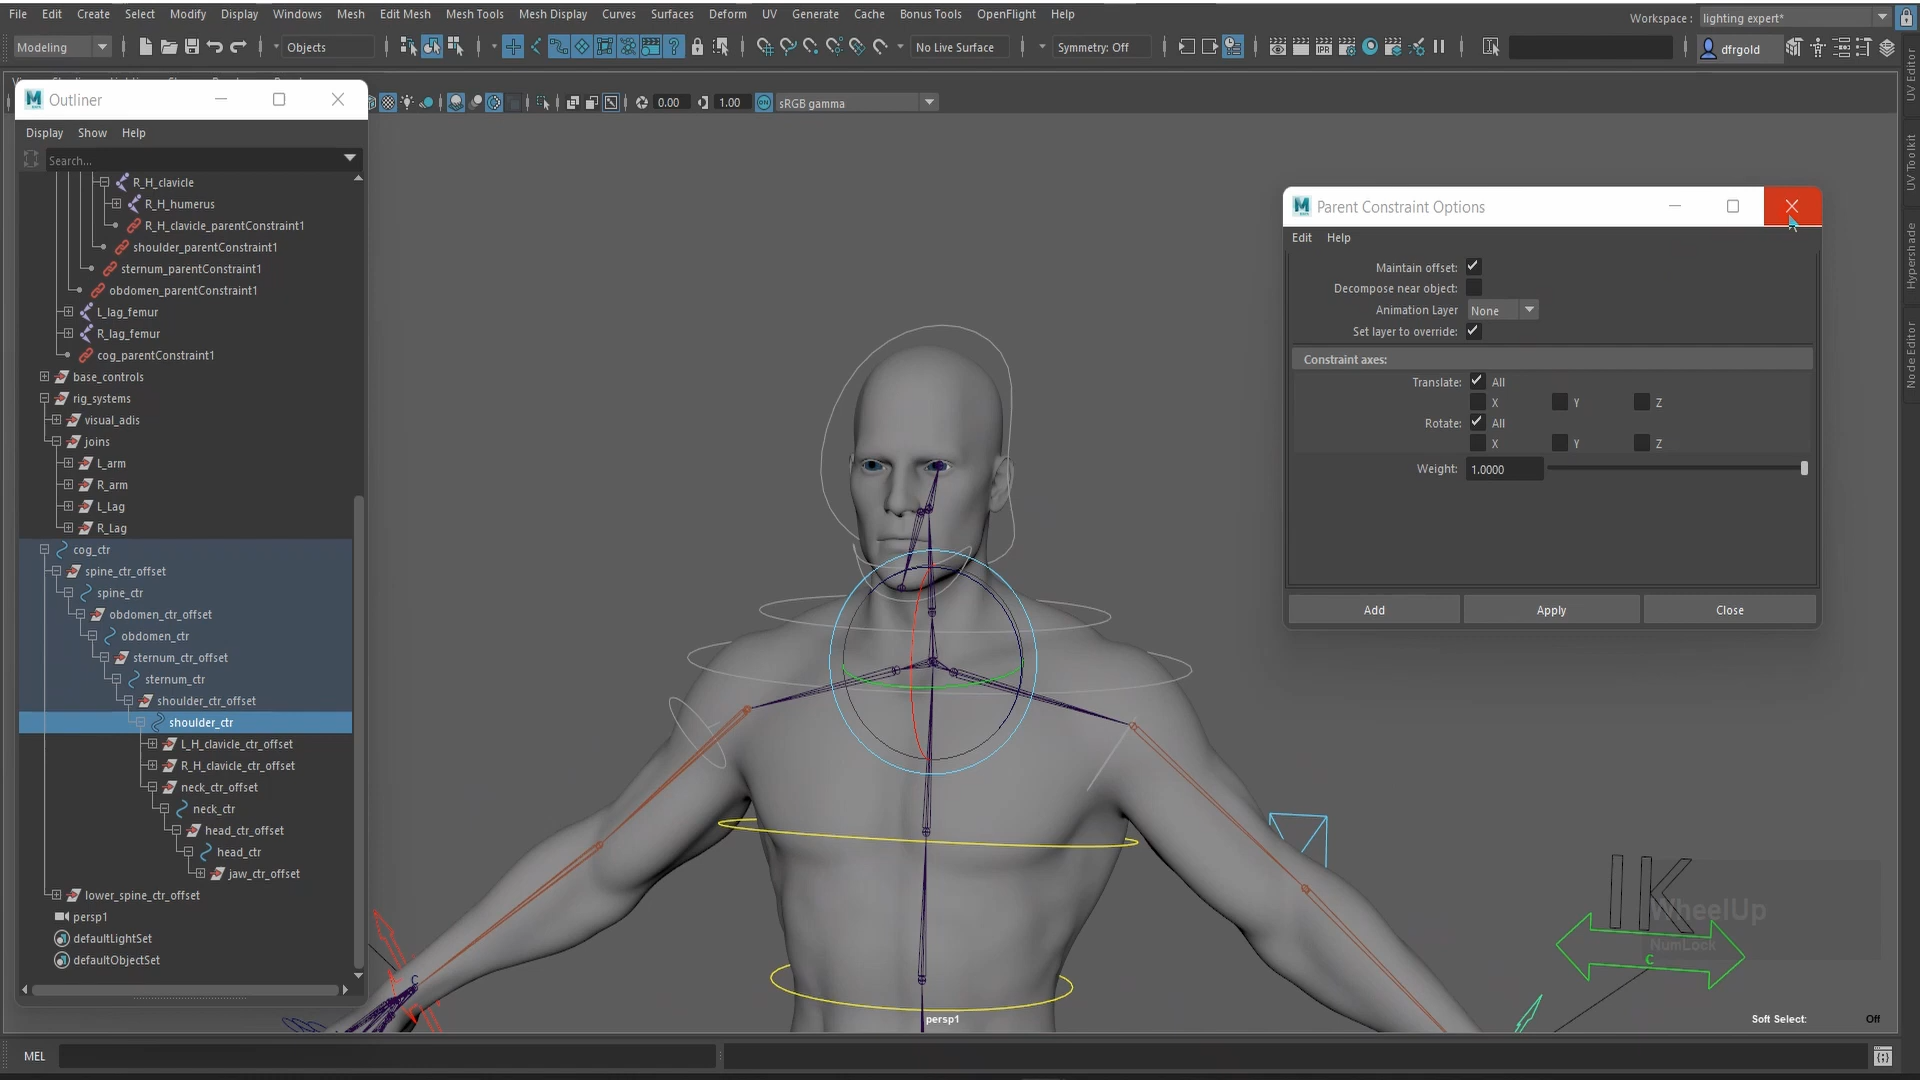 File Edit Create Select Modify Display Windows Mesh Edit Mesh Mesh Tools Mesh Display Curves Surfaces Deform UV Generate Cache Bonus Tools OpenFlight Help
Workspace : lighting expert*
Modeling Objects No Live Surface Symmetry: Off dfrgold
0.00 1.00 sRGB gamma
Outliner
Display Show Help
Search...
R_H_clavicle
R_H_humerus
R_H_clavicle_parentConstraint1
shoulder_parentConstraint1
sternum_parentConstraint1
obdomen_parentConstraint1
L_lag_femur
R_lag_femur
cog_parentConstraint1
base_controls
rig_systems
visual_adis
joins
L_arm
R_arm
L_Lag
R_Lag
cog_ctr
spine_ctr_offset
spine_ctr
obdomen_ctr_offset
obdomen_ctr
sternum_ctr_offset
sternum_ctr
shoulder_ctr_offset
shoulder_ctr
L_H_clavicle_ctr_offset
R_H_clavicle_ctr_offset
neck_ctr_offset
neck_ctr
head_ctr_offset
head_ctr
jaw_ctr_offset
lower_spine_ctr_offset
persp1
defaultLightSet
defaultObjectSet
Parent Constraint Options
Edit Help
Maintain offset:
Decompose near object:
Animation Layer None
Set layer to override:
Constraint axes:
Translate: All
X Y Z
Rotate: All
X Y Z
Weight: 1.0000
Add Apply Close
UV Editor
UV Toolkit
Hypershade
Node Editor
IK
WheelUp
NumLock
C
C
persp1
Soft Select: Off
MEL